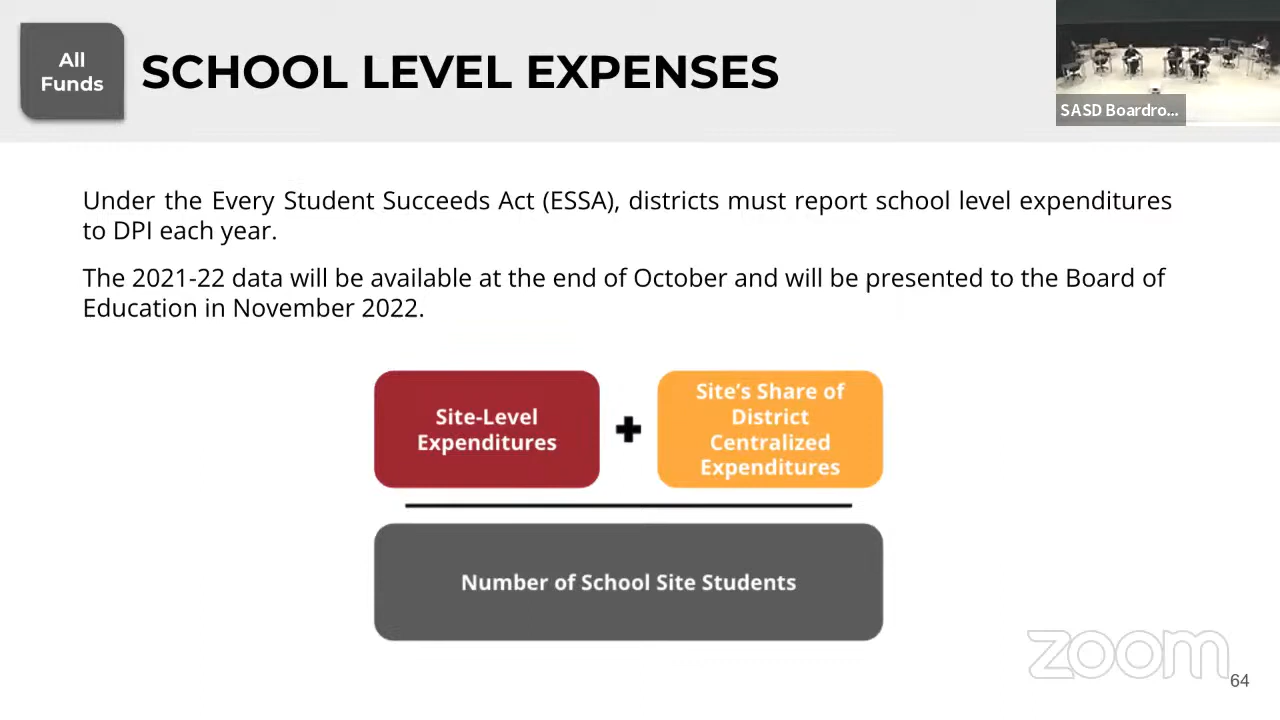 All
Funds
SCHOOL LEVEL EXPENSES
SASD Boardro...
Under the Every Student Succeeds Act (ESSA), districts must report school level expenditures
to DPI each year.
The 2021-22 data will be available at the end of October and will be presented to the Board of
Education in November 2022.
Site-Level
Expenditures
+
Site's Share of
District
Centralized
Expenditures
Number of School Site Students
zoom
64